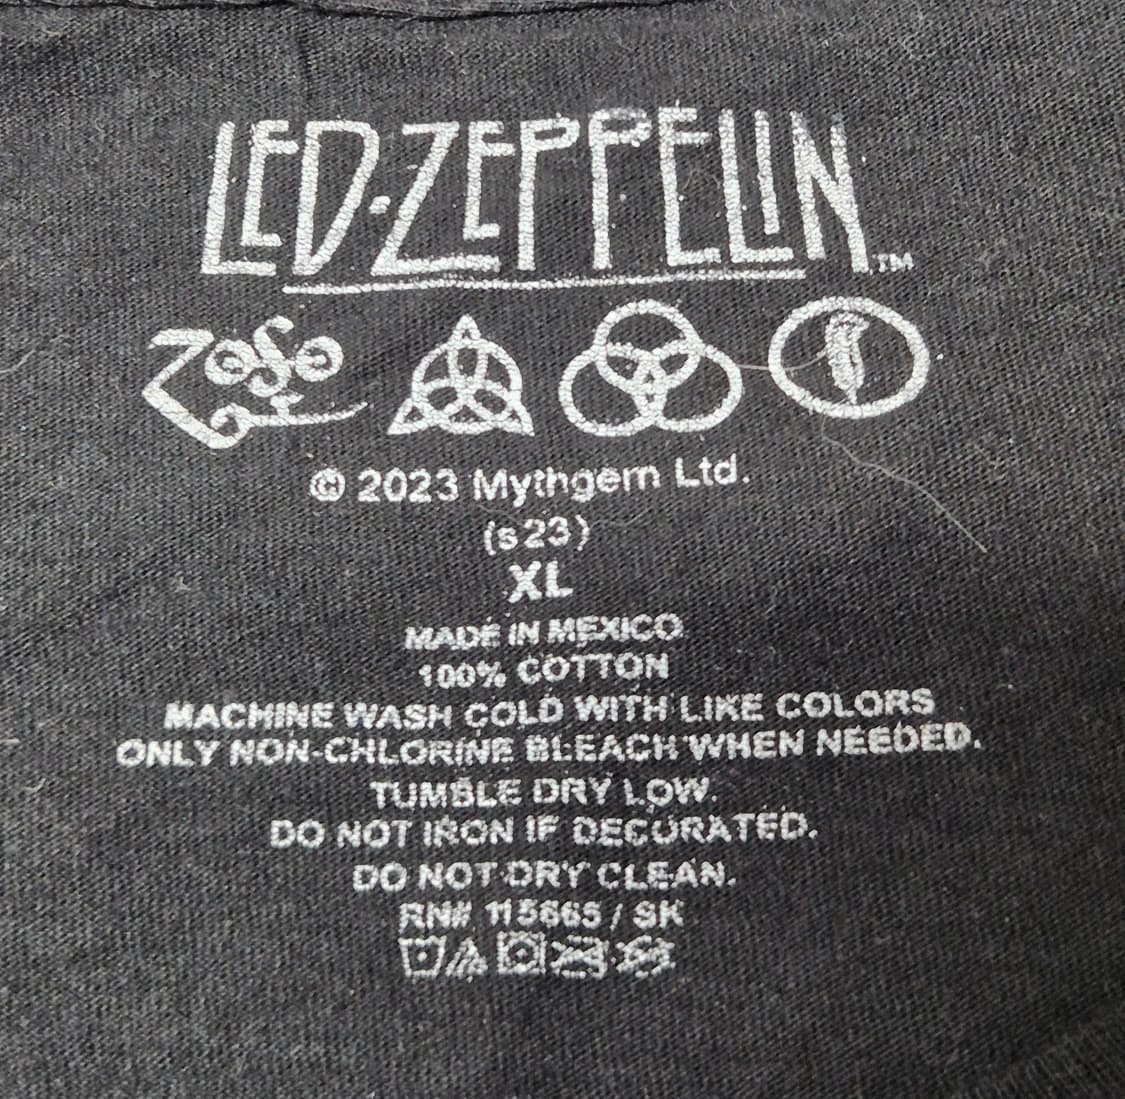 LED-ZEPPELIN™
ZoSo
© 2023 Mythgem Ltd.
(s23)
XL
MADE IN MEXICO
100% COTTON
MACHINE WASH COLD WITH LIKE COLORS
ONLY NON-CHLORINE BLEACH WHEN NEEDED.
TUMBLE DRY LOW.
DO NOT IRON IF DECORATED.
DO NOT DRY CLEAN.
RN# 115665 / SK